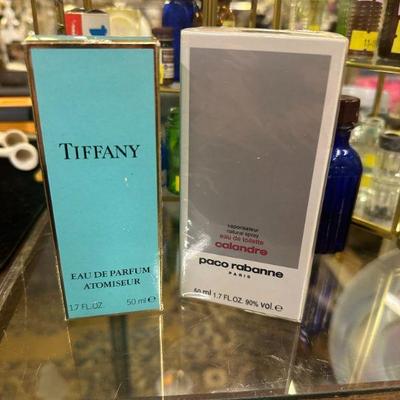 TIFFANY
EAU DE PARFUM
ATOMISEUR
1.7 FL.OZ. 50 ml e
vaporisateur
natural spray
eau de toilette
calandre
paco rabanne
PARIS
50 ml 1.7 FL.OZ. 90% vol. e